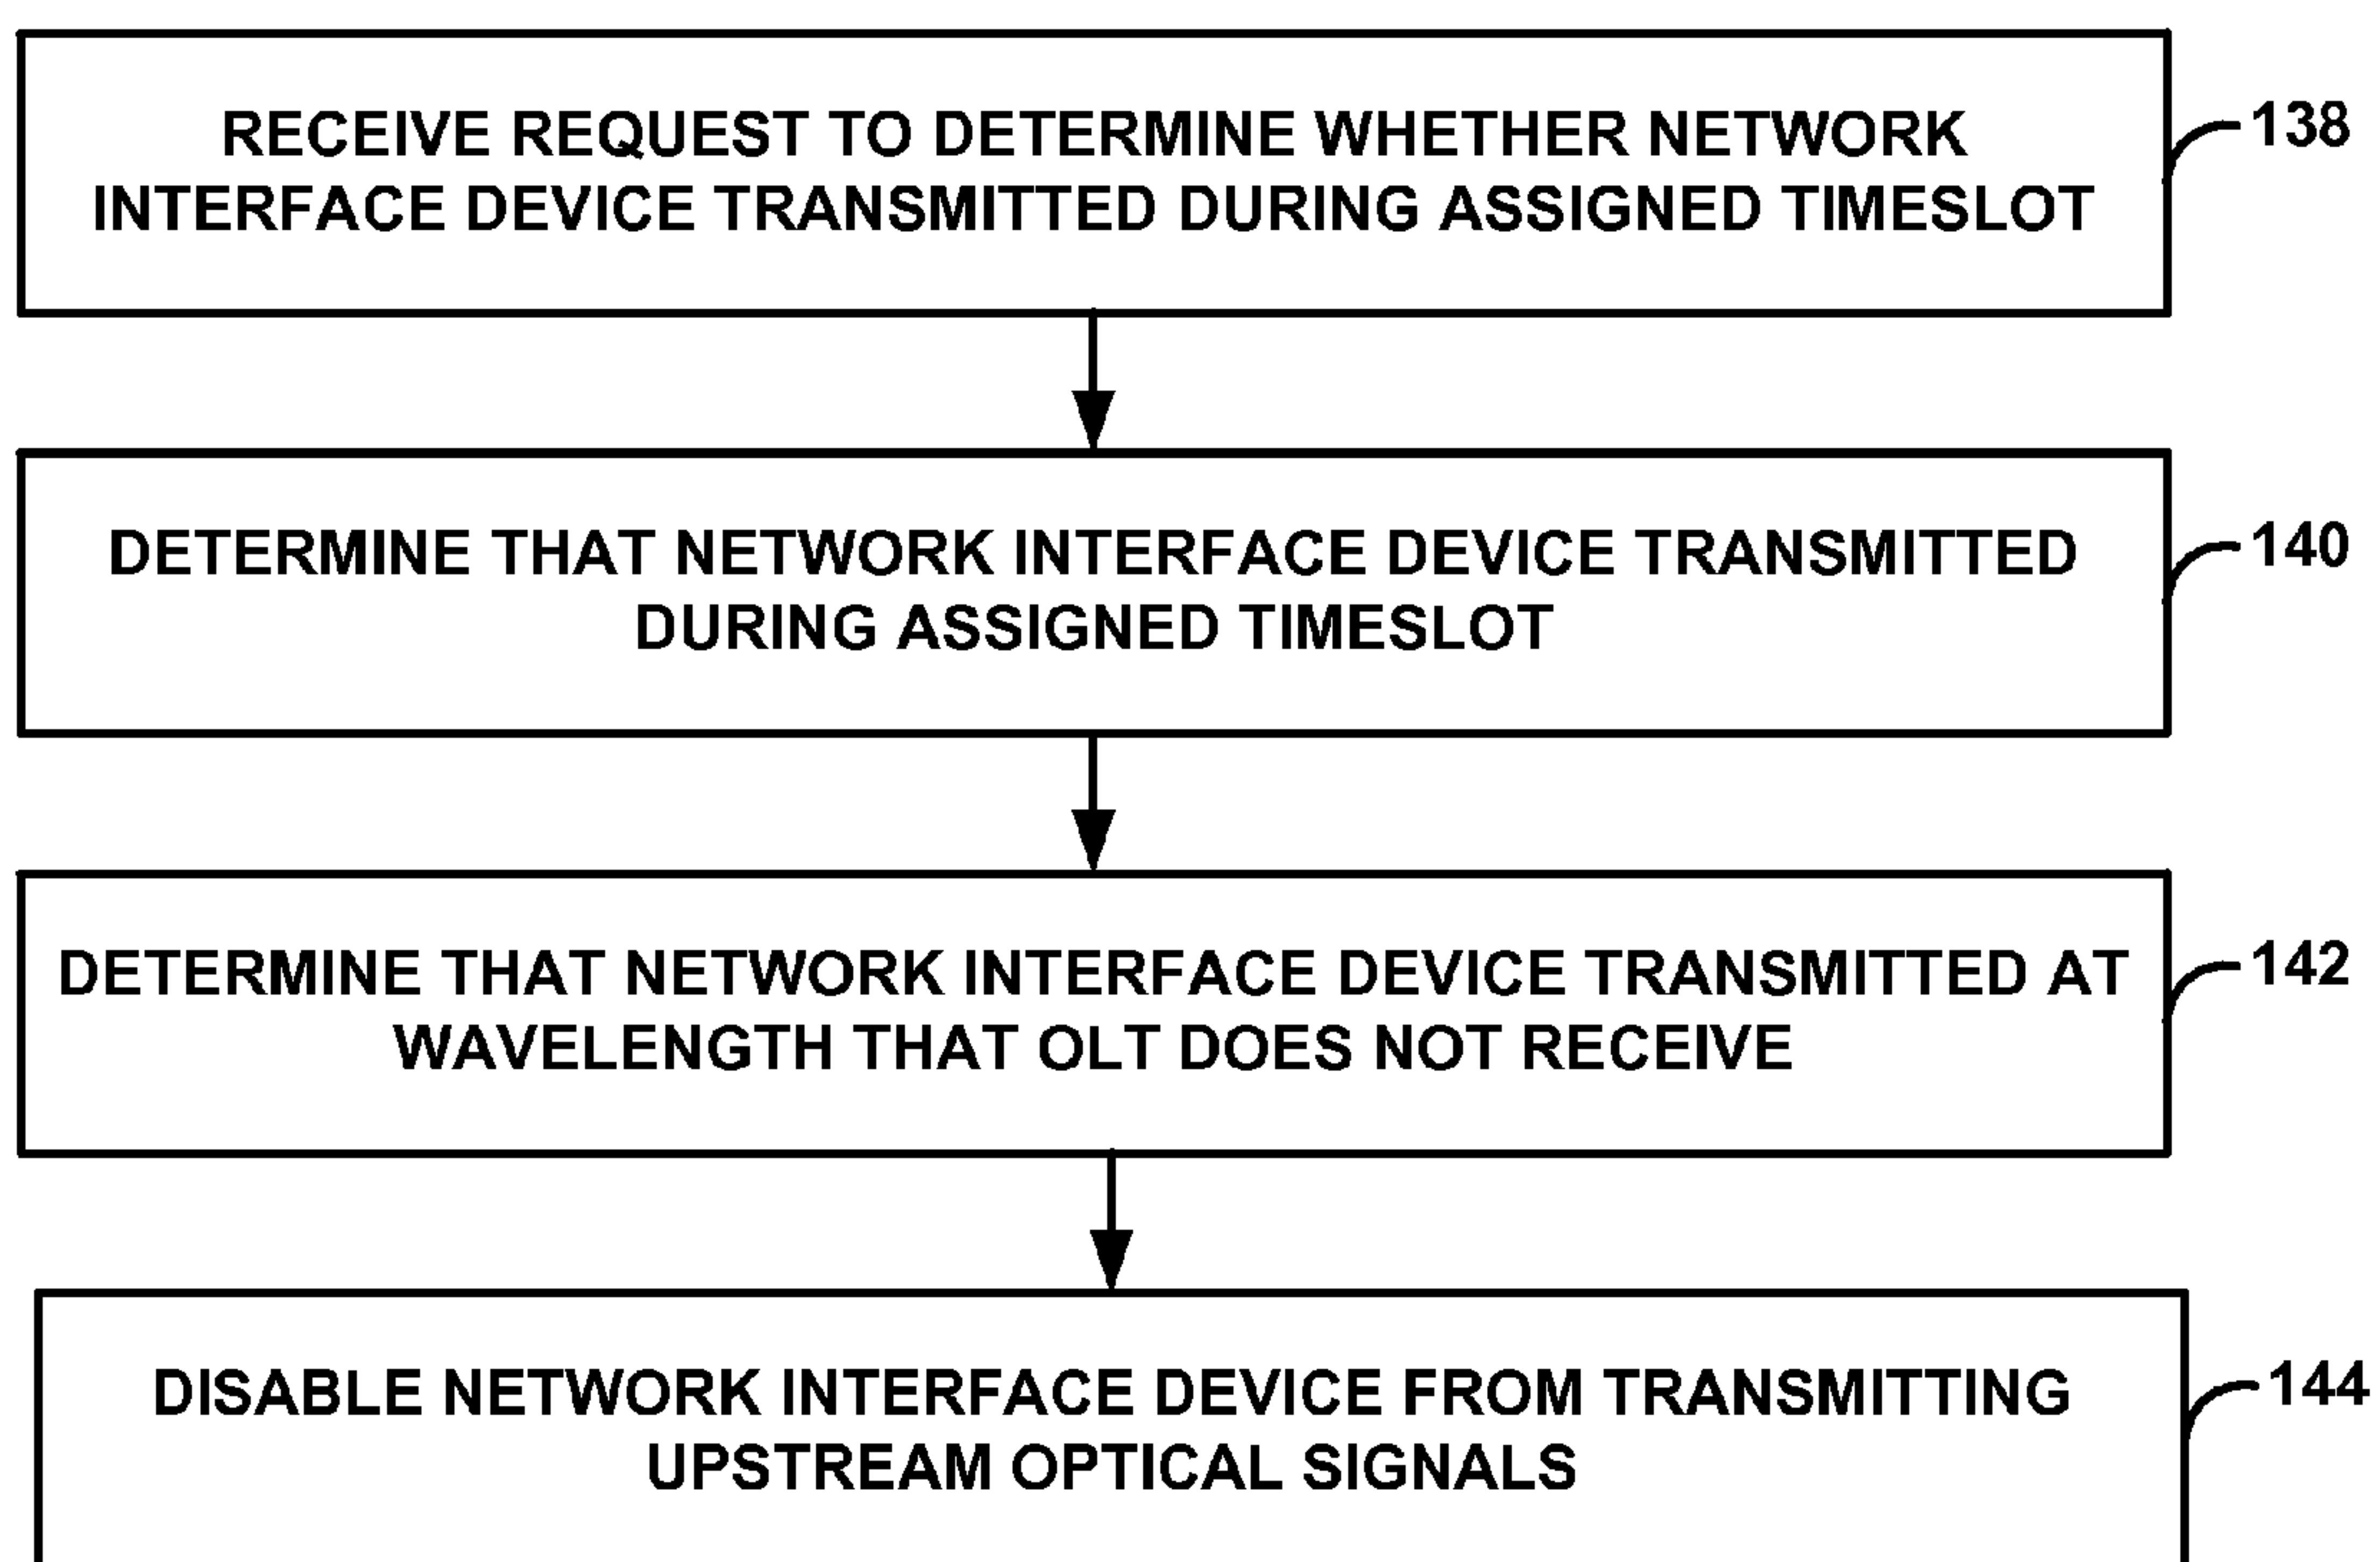 RECEIVE REQUEST TO DETERMINE WHETHER NETWORK
INTERFACE DEVICE TRANSMITTED DURING ASSIGNED TIMESLOT
138
DETERMINE THAT NETWORK INTERFACE DEVICE TRANSMITTED
DURING ASSIGNED TIMESLOT
140
DETERMINE THAT NETWORK INTERFACE DEVICE TRANSMITTED AT
WAVELENGTH THAT OLT DOES NOT RECEIVE
142
DISABLE NETWORK INTERFACE DEVICE FROM TRANSMITTING
UPSTREAM OPTICAL SIGNALS
144